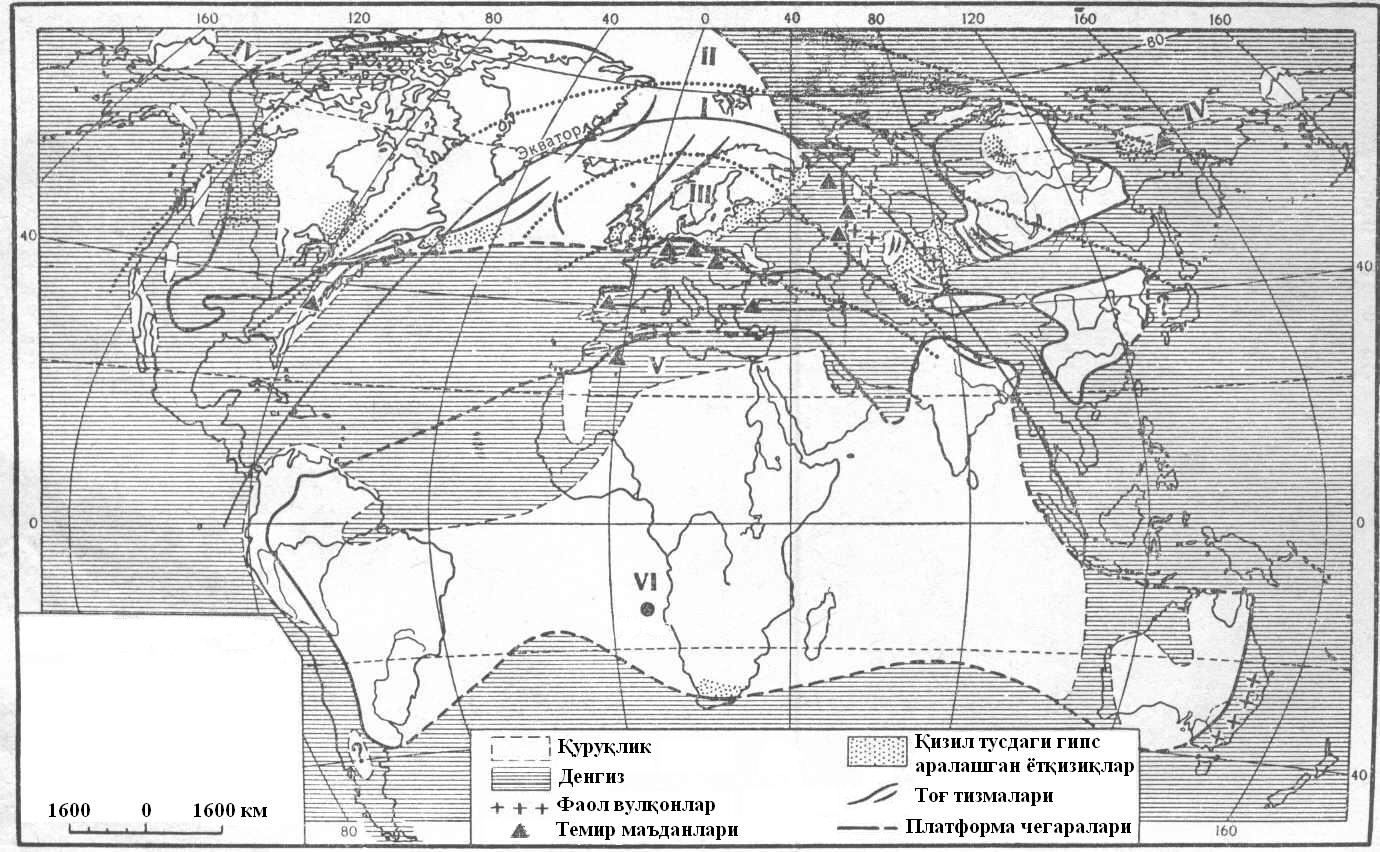 160 120 80 40 0 40 80 120 160 160
IV
II
80
I
IV
Экватор
III
40
40
?
V
0
0
VI
?
Қуруқлик
Денгиз
Фаол вулқонлар
Темир маъданлари
Қизил тусдаги гипс
аралашган ётқизиқлар
Тоғ тизмалари
Платформа чегаралари
40
1600 0 1600 км
80
160